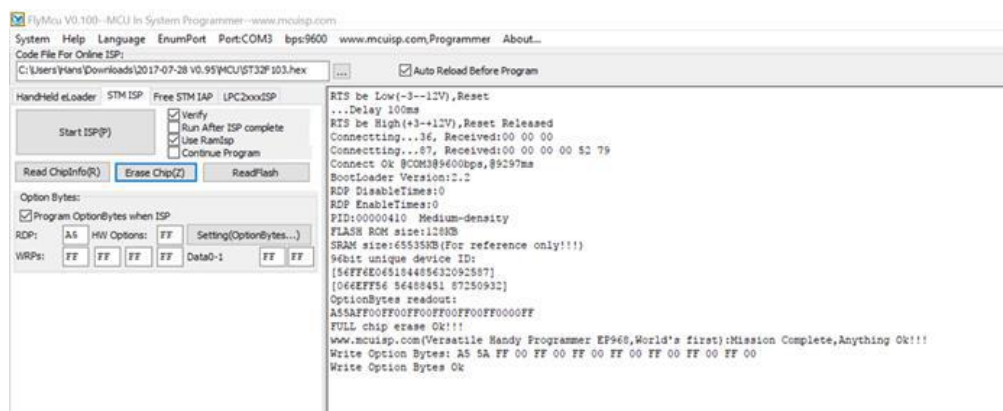 FlyMcu V0.100--MCU In System Programmer--www.mcuisp.com
System Help Language EnumPort Port:COM3 bps:9600 www.mcuisp.com,Programmer About...
Code File For Online ISP:
C:\Users\Hans\Downloads\2017-07-28 V0.95\MCU\ST32F103.hex ... Auto Reload Before Program
HandHeld eLoader STM ISP Free STM IAP LPC2xxxISP
Start ISP(P)
Verify
Run After ISP complete
Use RamIsp
Continue Program
Read ChipInfo(R) Erase Chip(Z) ReadFlash
Option Bytes:
Program OptionBytes when ISP
RDP: A5 HW Options: FF Setting(OptionBytes...)
WRPs: FF FF FF FF Data0-1 FF FF
RTS be Low(-3--12V),Reset
...Delay 100ms
RTS be High(+3-+12V),Reset Released
Connectting...36, Received:00 00 00
Connectting...87, Received:00 00 00 00 52 79
Connect Ok @COM3@9600bps,@9297ms
BootLoader Version:2.2
RDP DisableTimes:0
RDP EnableTimes:0
PID:00000410 Medium-density
FLASH ROM size:128KB
SRAM size:65535KB(For reference only!!!)
96bit unique device ID:
[56FF6E065184485632092587]
[066EFF56 56488451 87250932]
OptionBytes readout:
A55AFF00FF00FF00FF00FF00FF0000FF
FULL chip erase Ok!!!
www.mcuisp.com(Versatile Handy Programmer EP968,World's first):Mission Complete,Anything Ok!!!
Write Option Bytes: A5 5A FF 00 FF 00 FF 00 FF 00 FF 00 FF 00 FF 00
Write Option Bytes Ok